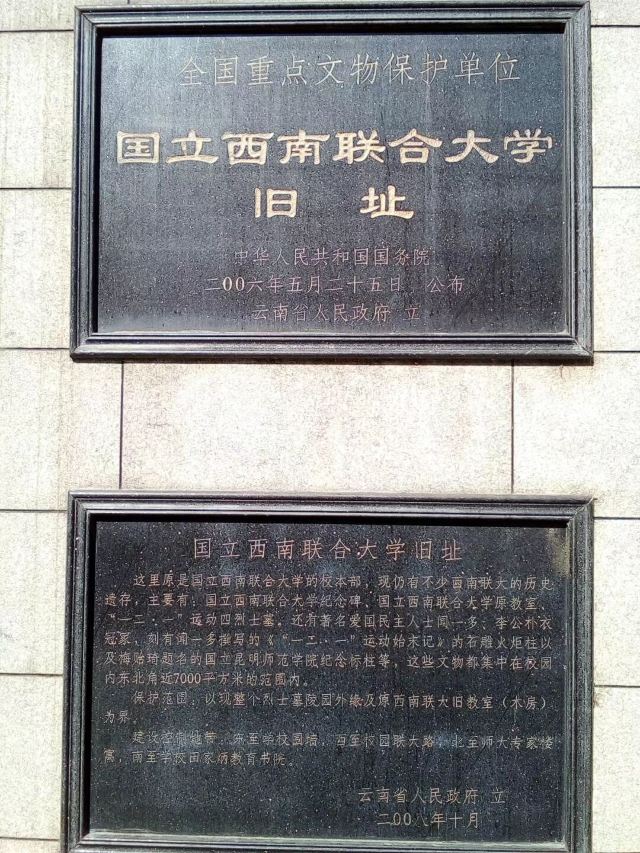 全国重点文物保护单位
国立西南联合大学
旧 址
中华人民共和国国务院
二00六年五月二十五日 公布
云南省人民政府 立
国立西南联合大学旧址
这里原是国立西南联合大学的校本部，现仍有不少西南联大的历史
遗存，主要有：国立西南联合大学纪念碑、国立西南联合大学原教室、
“一二·一”运动四烈士墓。还有著名爱国民主人士闻一多、李公朴衣
冠冢，刻有闻一多撰写的《“一二·一”运动始末记》的石雕火炬柱以
及梅贻琦题名的国立昆明师范学院纪念标柱等，这些文物都集中在校园
内东北角近7000平方米的范围内。
保护范围：以现整个烈士墓陵园外缘及原西南联大旧教室（木房）
为界。
建设控制地带：东至学校围墙，西至校园联大路，北至师大专家楼
寓，南至学校田家炳教育书院。
云南省人民政府 立
二00八年十月